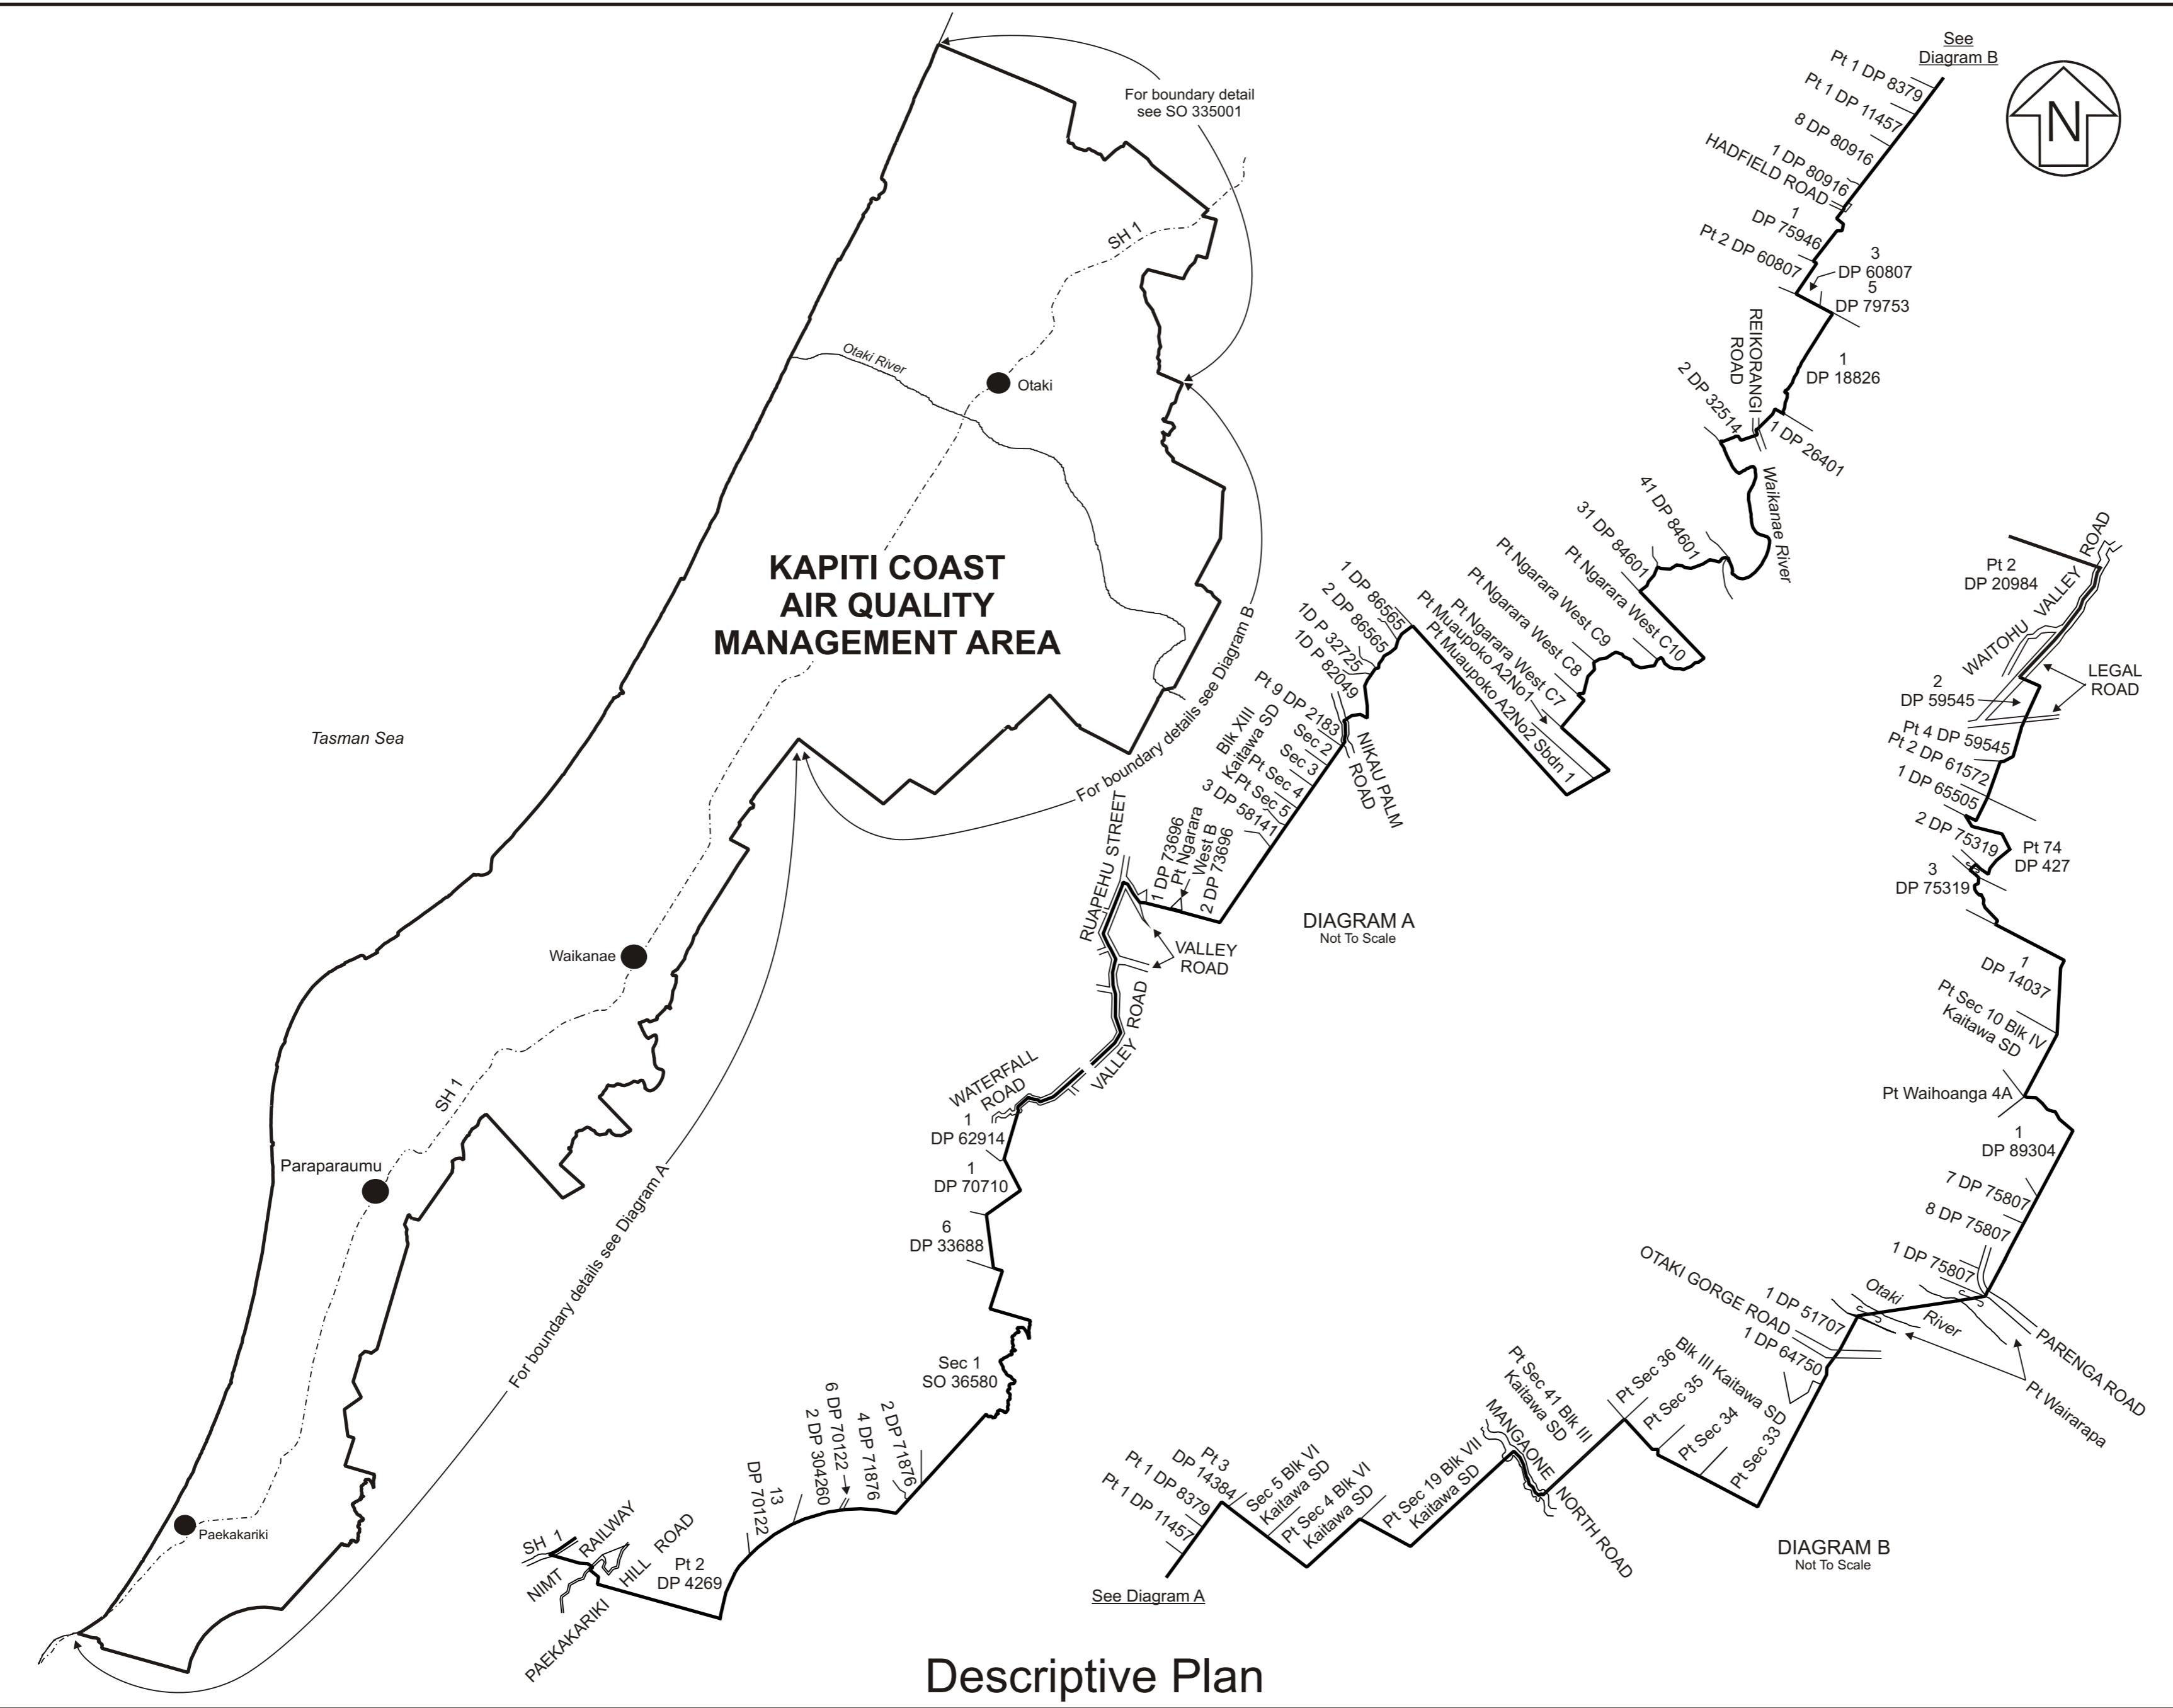 For boundary detail
see SO 335001
SH 1
Otaki River
Otaki
KAPITI COAST
AIR QUALITY
MANAGEMENT AREA
Tasman Sea
For boundary details see Diagram B
Waikanae
SH 1
Paraparaumu
For boundary details see Diagram A
Paekakariki
See
Diagram B
N
Pt 1 DP 8379
Pt 1 DP 11457
8 DP 80916
1 DP 80916
HADFIELD ROAD
1
DP 75946
Pt 2 DP 60807
3
DP 60807
5
DP 79753
1
DP 18826
REIKORANGI
ROAD
2 DP 32514
1 DP 26401
Waikanae River
41 DP 84601
31 DP 84601
Pt Ngarara West C10
Pt Ngarara West C9
Pt Ngarara West C8
Pt Ngarara West C7
Pt Muaupoko A2No1
Pt Muaupoko A2No2 Sbdn 1
1 DP 86565
2 DP 86565
1D P 32725
1D P 82049
Pt 9 DP 2183
NIKAU PALM
ROAD
Sec 2
Sec 3
Pt Sec 4
Pt Sec 5
Blk XIII
Kaitawa SD
3 DP 58141
2 DP 73696
Pt Ngarara
West B
1 DP 73696
RUAPEHU STREET
VALLEY
ROAD
DIAGRAM A
Not To Scale
VALLEY ROAD
WATERFALL
ROAD
1
DP 62914
1
DP 70710
6
DP 33688
Sec 1
SO 36580
2 DP 71876
4 DP 71876
6 DP 70122
2 DP 304260
13
DP 70122
Pt 2
DP 4269
SH 1
NIMT RAILWAY
PAEKAKARIKI HILL ROAD
Pt 2
DP 20984
WAITOHU VALLEY ROAD
LEGAL
ROAD
2
DP 59545
Pt 4 DP 59545
Pt 2 DP 61572
1 DP 65505
2 DP 75319
Pt 74
DP 427
3
DP 75319
1
DP 14037
Pt Sec 10 Blk IV
Kaitawa SD
Pt Waihoanga 4A
1
DP 89304
7 DP 75807
8 DP 75807
1 DP 75807
Otaki River
PARENGA ROAD
Pt Wairarapa
OTAKI GORGE ROAD
1 DP 51707
1 DP 64750
Blk III Kaitawa SD
Pt Sec 33
Pt Sec 34
Pt Sec 35
Pt Sec 36
Pt Sec 41 Blk III
Kaitawa SD
MANGAONE NORTH ROAD
Pt Sec 19 Blk VII
Kaitawa SD
Pt Sec 4 Blk VI
Kaitawa SD
Sec 5 Blk VI
Kaitawa SD
Pt 3
DP 14384
Pt 1 DP 8379
Pt 1 DP 11457
See Diagram A
DIAGRAM B
Not To Scale
Descriptive Plan